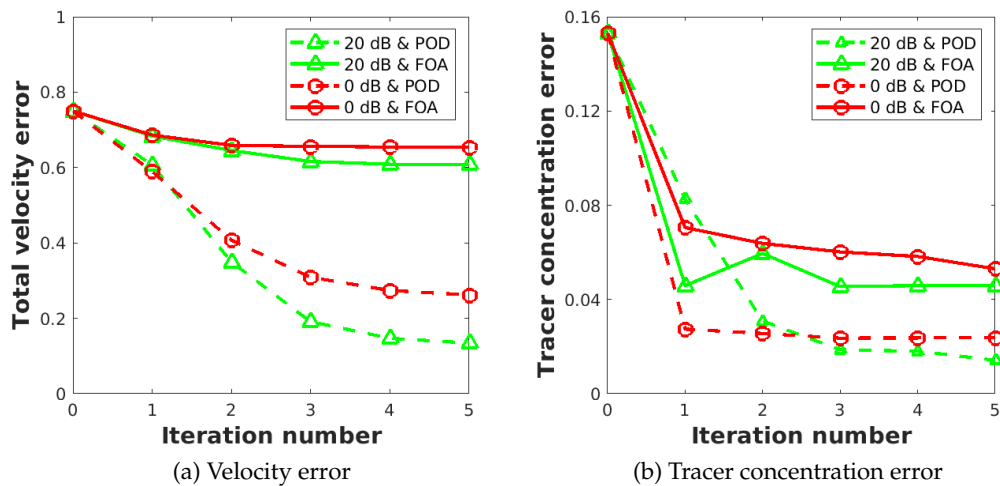 1
0.8
0.6
0.4
0.2
0
0
1
2
3
4
5
Total velocity error
Iteration number
20 dB & POD
20 dB & FOA
0 dB & POD
0 dB & FOA
(a) Velocity error
0.16
0.12
0.08
0.04
0
0
1
2
3
4
5
Tracer concentration error
Iteration number
20 dB & POD
20 dB & FOA
0 dB & POD
0 dB & FOA
(b) Tracer concentration error